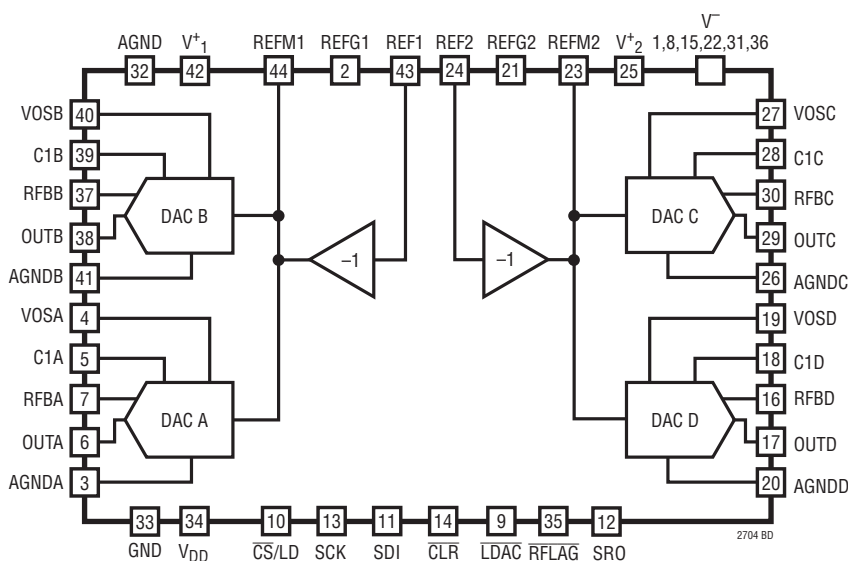 AGND V⁺1 REFM1 REFG1 REF1 REF2 REFG2 REFM2 V⁺2 V⁻
1,8,15,22,31,36
32 42 44 2 43 24 21 23 25
VOSB 40
C1B 39
RFBB 37
OUTB 38
AGNDB 41
DAC B
VOSA 4
C1A 5
RFBA 7
OUTA 6
AGNDA 3
DAC A
–1
–1
27 VOSC
28 C1C
30 RFBC
29 OUTC
26 AGNDC
DAC C
19 VOSD
18 C1D
16 RFBD
17 OUTD
20 AGNDD
DAC D
33 34 10 13 11 14 9 35 12
GND VDD C̅S̅/LD SCK SDI C̅L̅R̅ L̅D̅A̅C̅ R̅F̅L̅A̅G̅ SRO
2704 BD